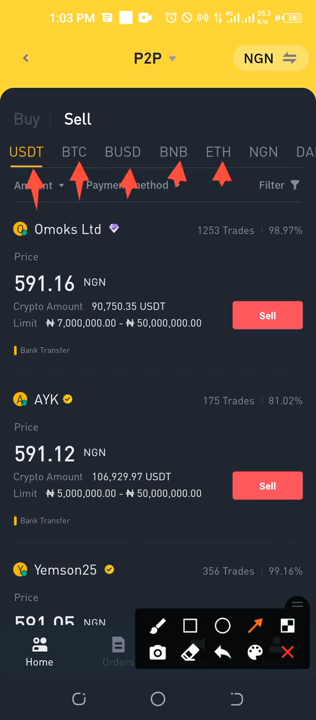 1:03 PM
P2P
NGN
Buy Sell
USDT BTC BUSD BNB ETH NGN DAI
Amount Payment method Filter
Omoks Ltd 1253 Trades | 98.97%
Price
591.16 NGN
Crypto Amount 90,750.35 USDT
Limit ₦ 7,000,000.00 - ₦ 50,000,000.00
Sell
Bank Transfer
AYK 175 Trades | 81.02%
Price
591.12 NGN
Crypto Amount 106,929.97 USDT
Limit ₦ 5,000,000.00 - ₦ 50,000,000.00
Sell
Bank Transfer
Yemson25 356 Trades | 99.16%
Price
591.05 NGN
Home Orders